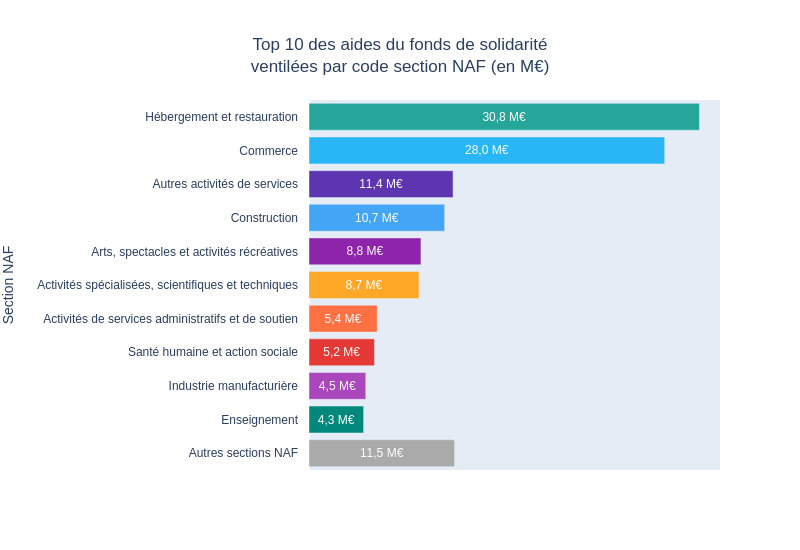 Top 10 des aides du fonds de solidarité
ventilées par code section NAF (en M€)
Section NAF
Hébergement et restauration 30,8 M€
Commerce 28,0 M€
Autres activités de services 11,4 M€
Construction 10,7 M€
Arts, spectacles et activités récréatives 8,8 M€
Activités spécialisées, scientifiques et techniques 8,7 M€
Activités de services administratifs et de soutien 5,4 M€
Santé humaine et action sociale 5,2 M€
Industrie manufacturière 4,5 M€
Enseignement 4,3 M€
Autres sections NAF 11,5 M€